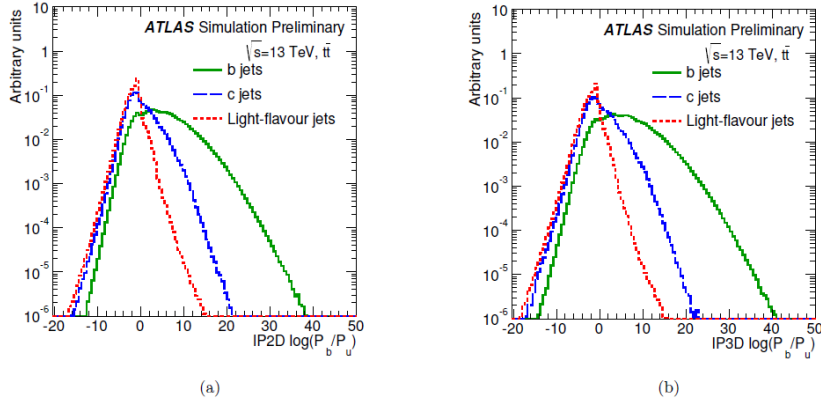 ATLAS Simulation Preliminary
√s=13 TeV, tt̄
b jets
c jets
Light-flavour jets
Arbitrary units
10
1
10⁻¹
10⁻²
10⁻³
10⁻⁴
10⁻⁵
10⁻⁶
-20 -10 0 10 20 30 40 50
IP2D log(P_b/P_u)
(a)
ATLAS Simulation Preliminary
√s=13 TeV, tt̄
b jets
c jets
Light-flavour jets
Arbitrary units
10
1
10⁻¹
10⁻²
10⁻³
10⁻⁴
10⁻⁵
10⁻⁶
-20 -10 0 10 20 30 40 50
IP3D log(P_b/P_u)
(b)